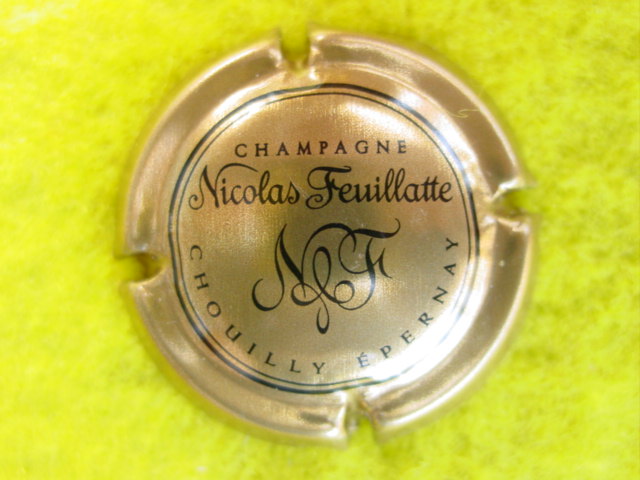 CHAMPAGNE
Nicolas Feuillatte
NF
CHOUILLY ÉPERNAY